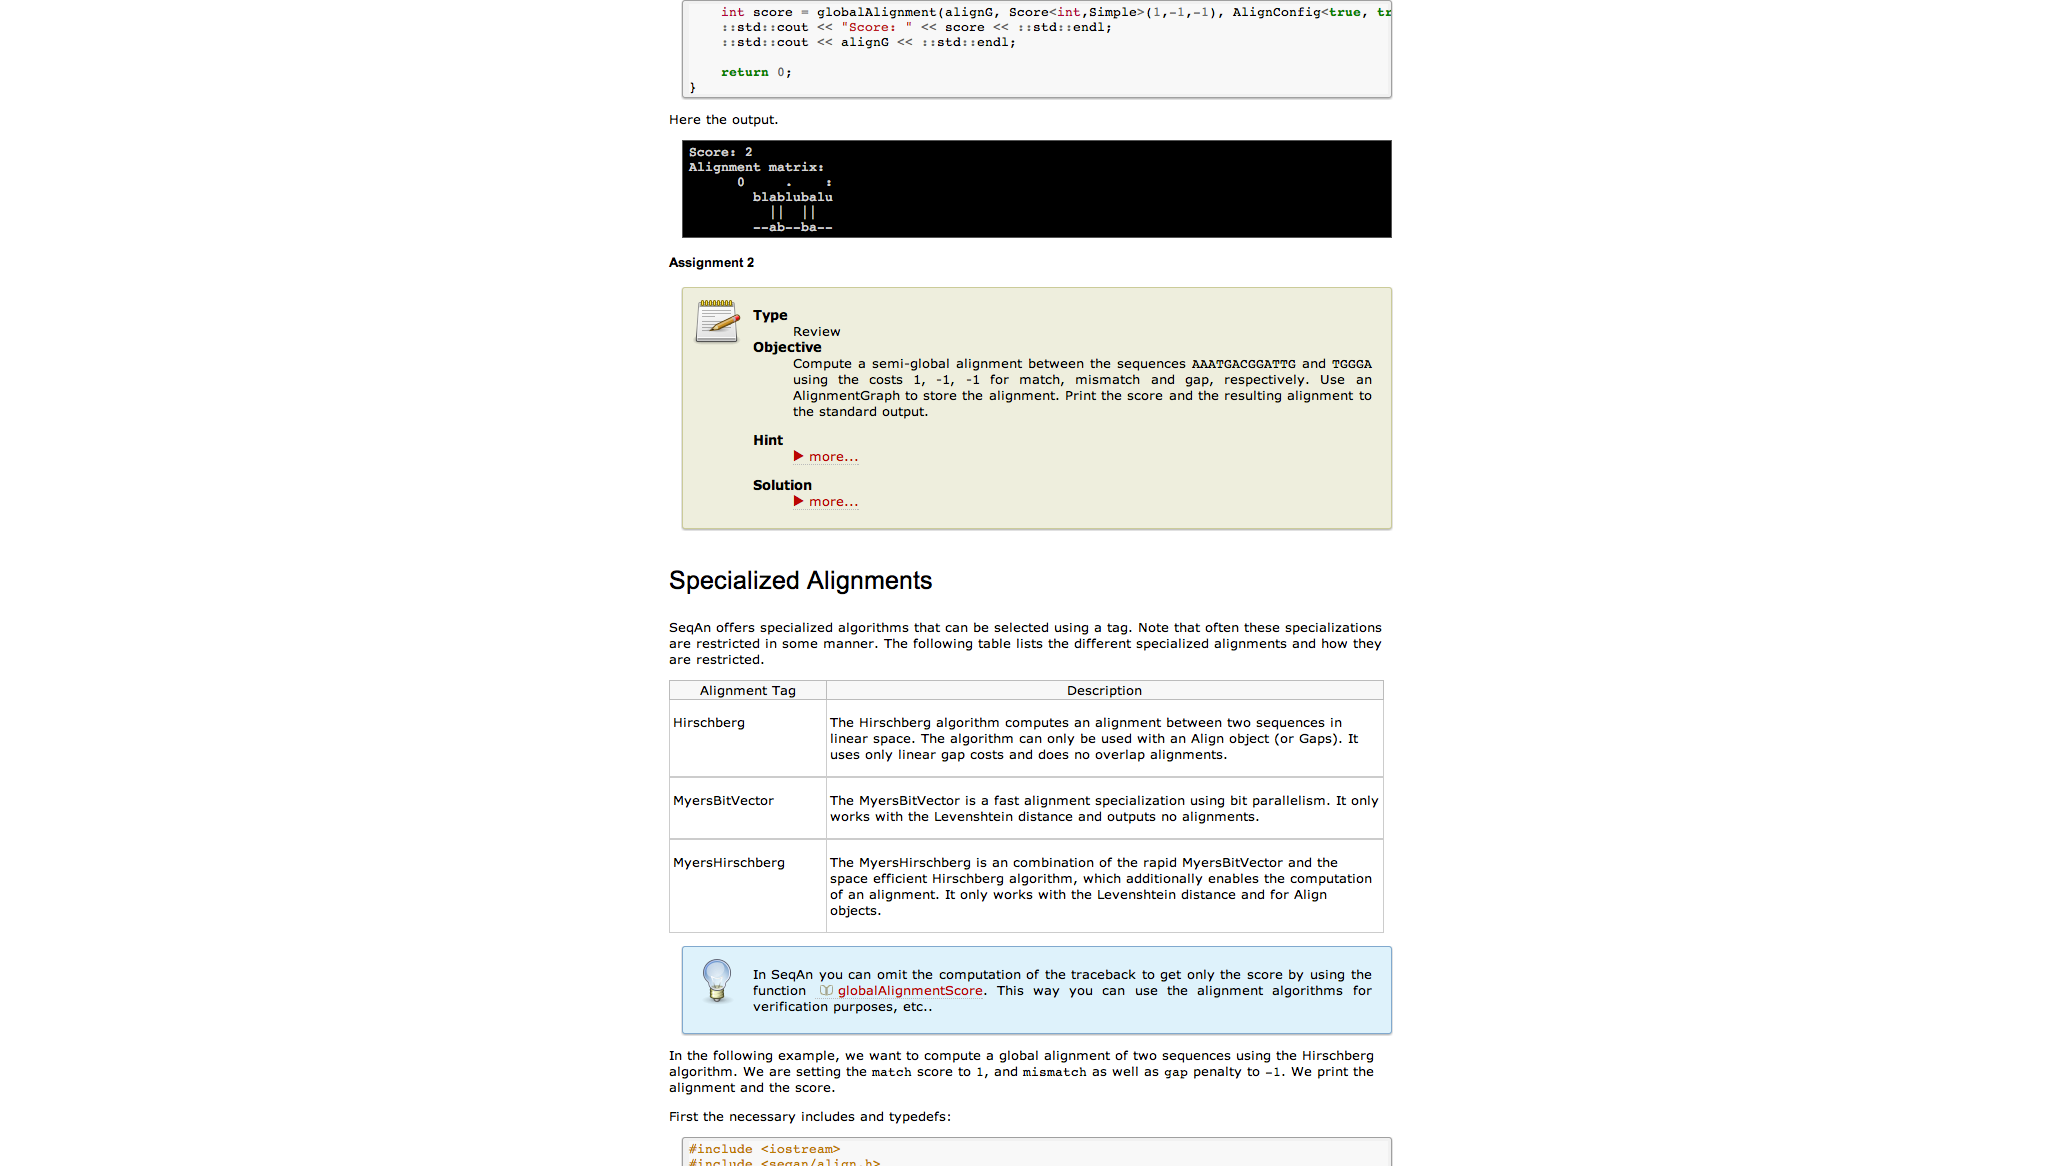 int score = globalAlignment(alignG, Score<int,Simple>(1,-1,-1), AlignConfig<true, tr
::std::cout << "Score: " << score << ::std::endl;
::std::cout << alignG << ::std::endl;
return 0;
}
Here the output.
Score: 2
Alignment matrix:
0     .    :
blablubalu
||  ||
--ab--ba--
Assignment 2
Type
Review
Objective
Compute a semi-global alignment between the sequences AAATGACGGATTG and TGGGA
using the costs 1, -1, -1 for match, mismatch and gap, respectively. Use an
AlignmentGraph to store the alignment. Print the score and the resulting alignment to
the standard output.
Hint
more...
Solution
more...
Specialized Alignments
SeqAn offers specialized algorithms that can be selected using a tag. Note that often these specializations
are restricted in some manner. The following table lists the different specialized alignments and how they
are restricted.
Alignment Tag Description
Hirschberg
The Hirschberg algorithm computes an alignment between two sequences in
linear space. The algorithm can only be used with an Align object (or Gaps). It
uses only linear gap costs and does no overlap alignments.
MyersBitVector
The MyersBitVector is a fast alignment specialization using bit parallelism. It only
works with the Levenshtein distance and outputs no alignments.
MyersHirschberg
The MyersHirschberg is an combination of the rapid MyersBitVector and the
space efficient Hirschberg algorithm, which additionally enables the computation
of an alignment. It only works with the Levenshtein distance and for Align
objects.
In SeqAn you can omit the computation of the traceback to get only the score by using the
function globalAlignmentScore. This way you can use the alignment algorithms for
verification purposes, etc..
In the following example, we want to compute a global alignment of two sequences using the Hirschberg
algorithm. We are setting the match score to 1, and mismatch as well as gap penalty to -1. We print the
alignment and the score.
First the necessary includes and typedefs:
#include <iostream>
#include <seqan/align.h>